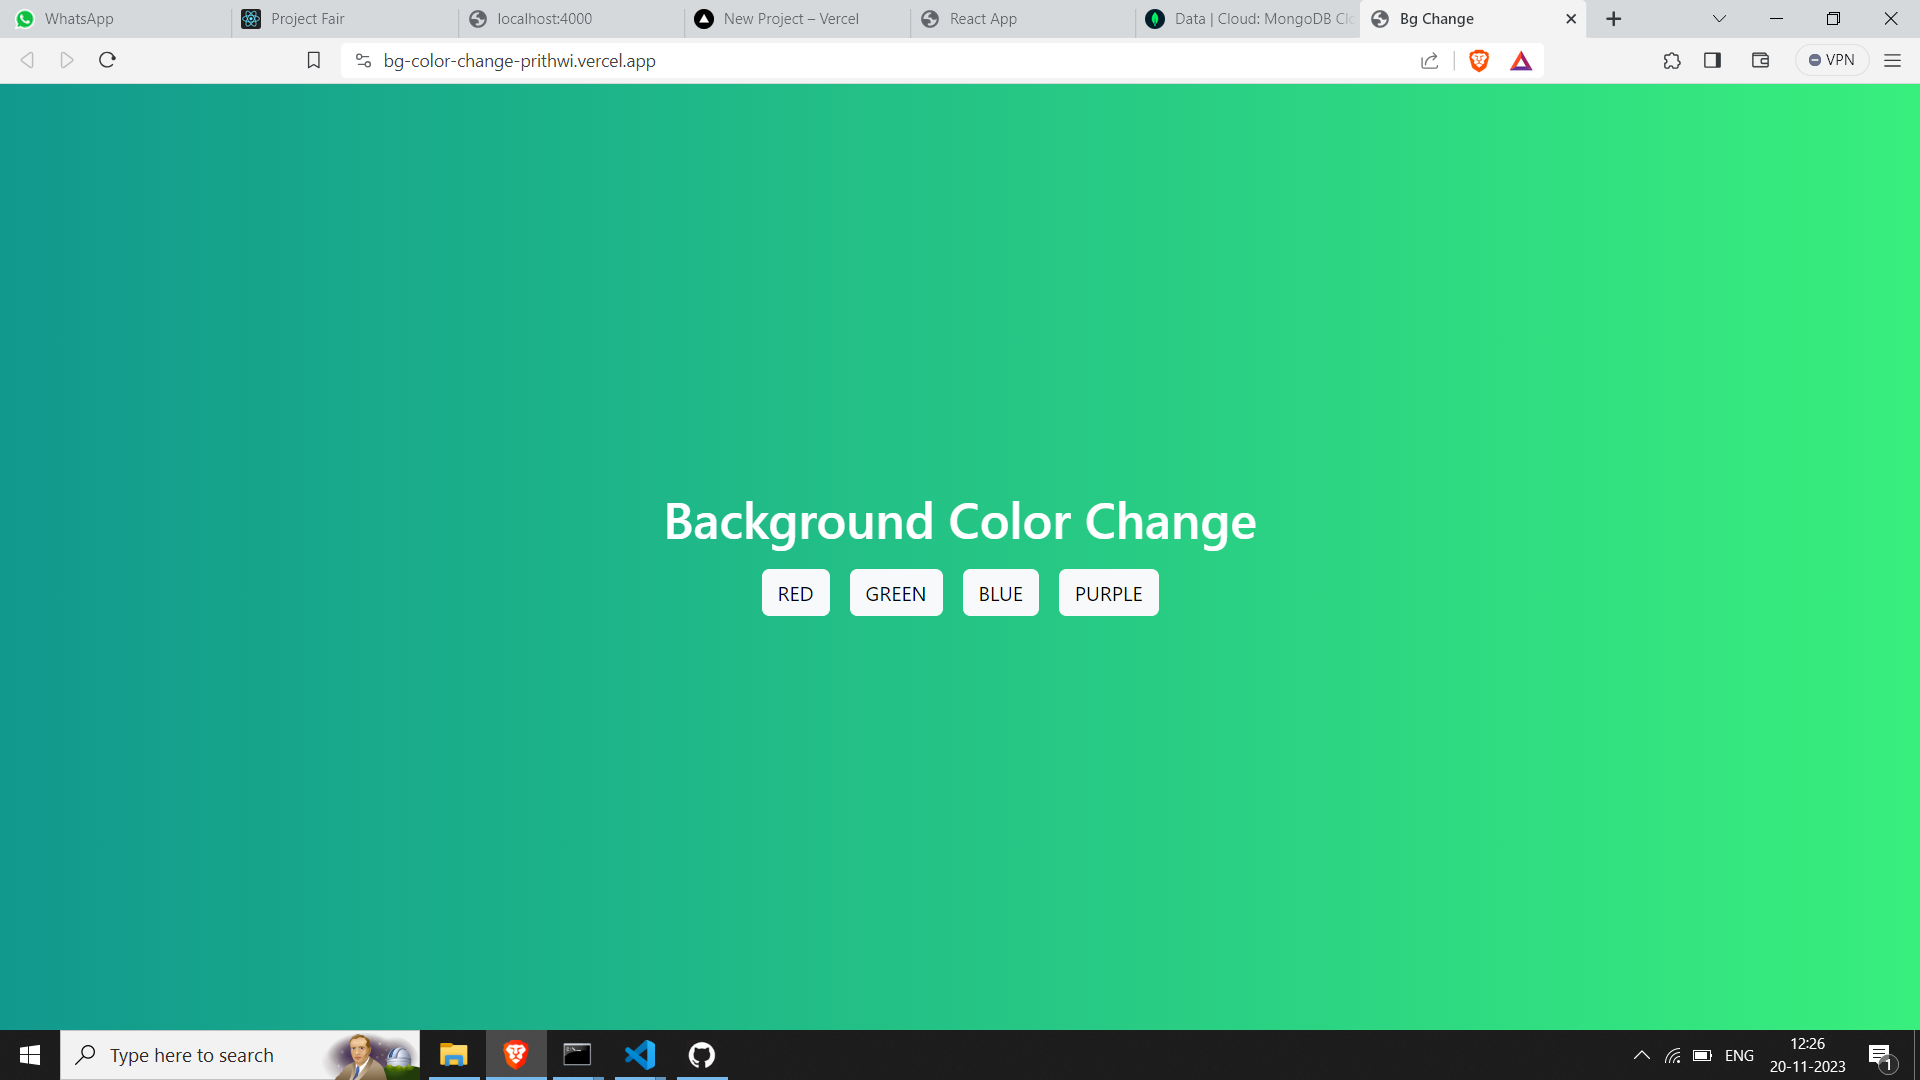 WhatsApp
Project Fair
localhost:4000
New Project – Vercel
React App
Data | Cloud: MongoDB Clo
Bg Change
bg-color-change-prithwi.vercel.app
VPN
Background Color Change
RED
GREEN
BLUE
PURPLE
Type here to search
ENG
12:26
20-11-2023
1